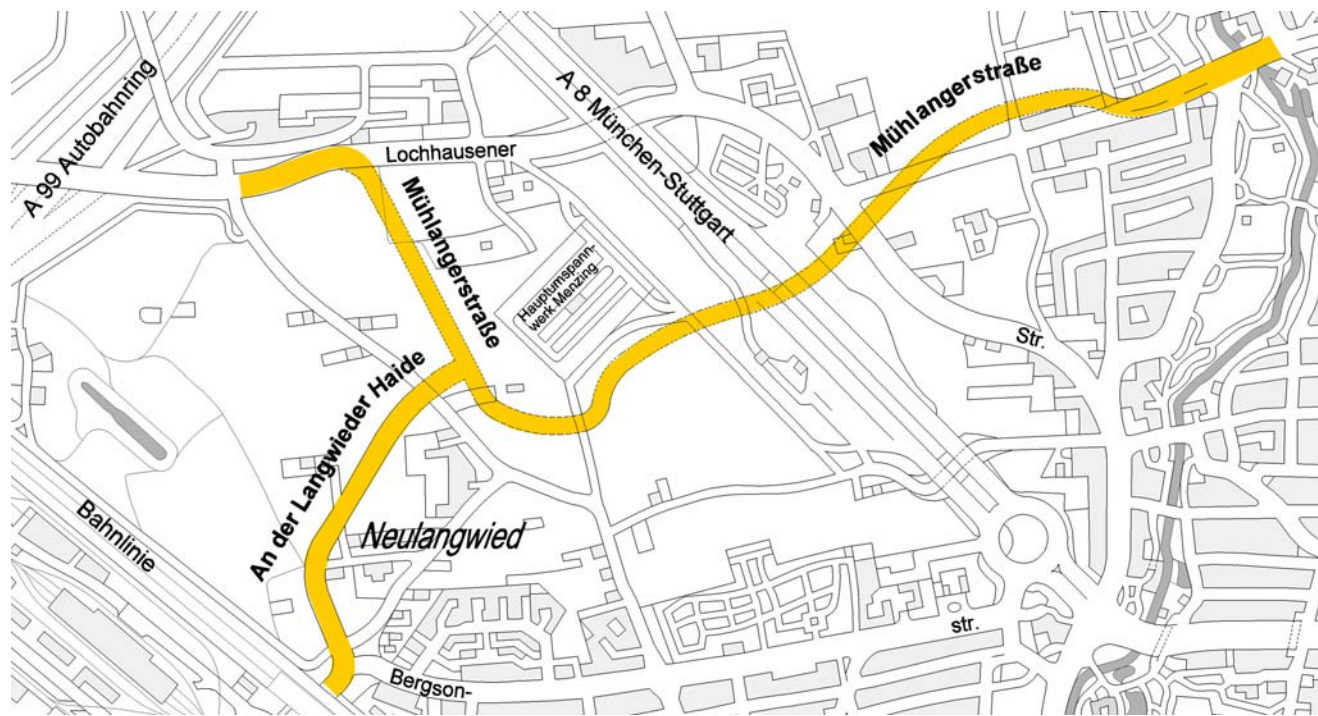 A 99 Autobahnring
A 8 München-Stuttgart
Mühlangerstraße
Lochhausener
Mühlangerstraße
Hauptumspann-
werk Menzing
Str.
An der Langwieder Haide
Neulangwied
Bahnlinie
Bergson-
str.